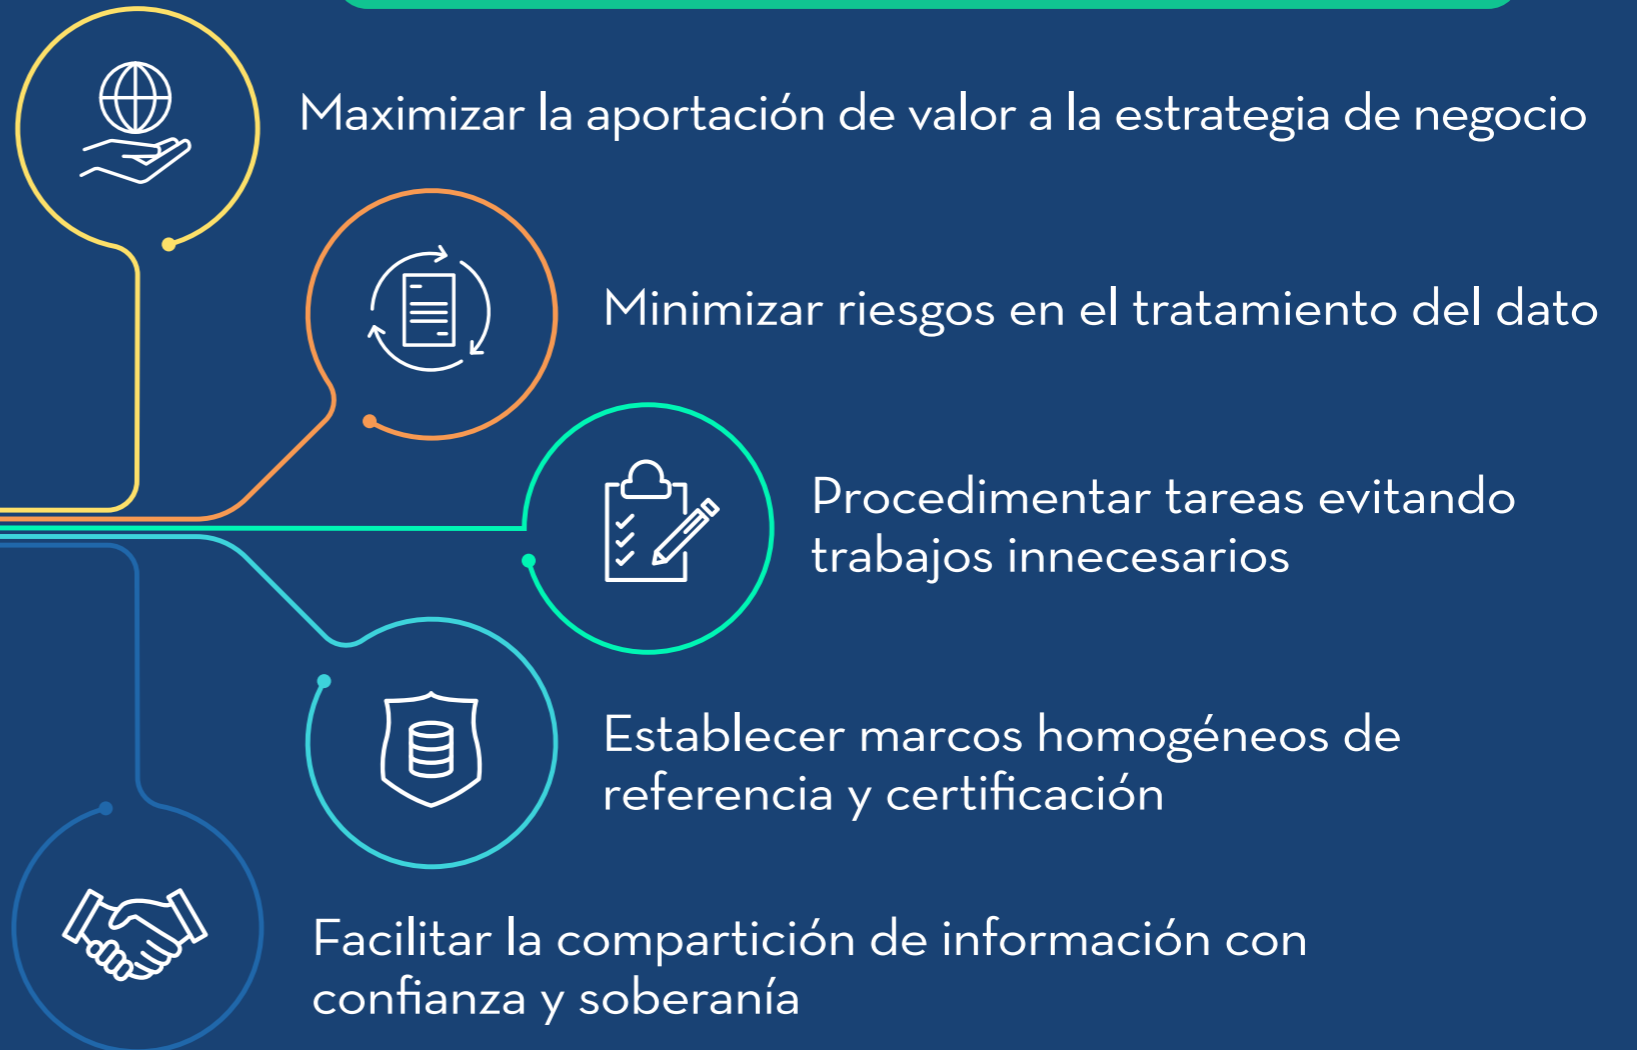 Maximizar la aportación de valor a la estrategia de negocio
Minimizar riesgos en el tratamiento del dato
Procedimentar tareas evitando
trabajos innecesarios
Establecer marcos homogéneos de
referencia y certificación
Facilitar la compartición de información con
confianza y soberanía